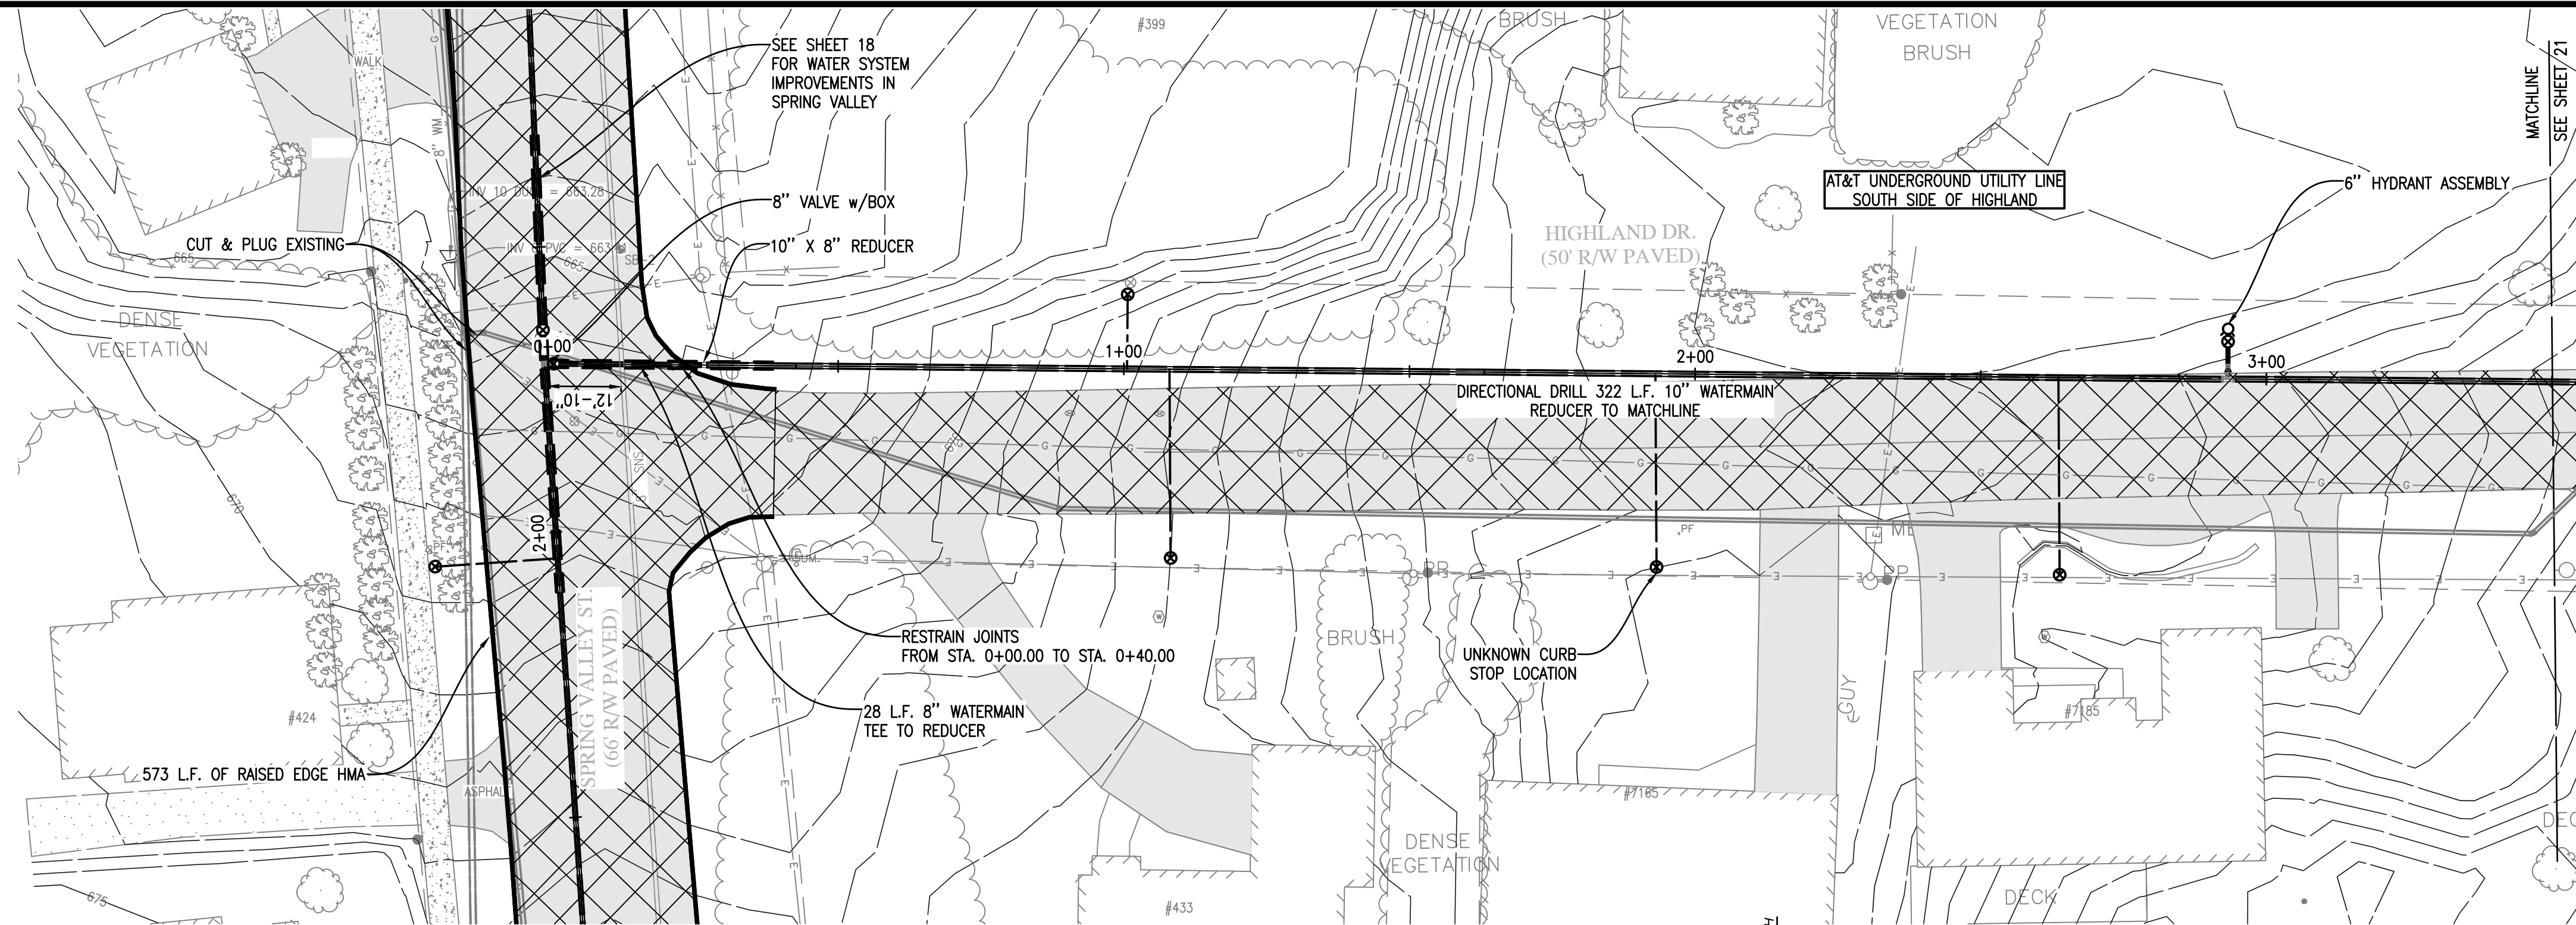 SEE SHEET 18
FOR WATER SYSTEM
IMPROVEMENTS IN
SPRING VALLEY
#399
BRUSH
VEGETATION
BRUSH
MATCHLINE
SEE SHEET 21
WALK
G
8" WM
8" VALVE w/BOX
10" X 8" REDUCER
CUT & PLUG EXISTING
665
665
AT&T UNDERGROUND UTILITY LINE
SOUTH SIDE OF HIGHLAND
6" HYDRANT ASSEMBLY
HIGHLAND DR.
(50' R/W PAVED)
DENSE
VEGETATION
0+00
1+00
2+00
3+00
12'-10"
DIRECTIONAL DRILL 322 L.F. 10" WATERMAIN
REDUCER TO MATCHLINE
670
2+00
SPRING VALLEY ST.
(66' R/W PAVED)
PF
RESTRAIN JOINTS
FROM STA. 0+00.00 TO STA. 0+40.00
BRUSH
UNKNOWN CURB
STOP LOCATION
28 L.F. 8" WATERMAIN
TEE TO REDUCER
GUY
#424
#7185
573 L.F. OF RAISED EDGE HMA
ASPHAL
#7165
DENSE
VEGETATION
675
#433
DECK